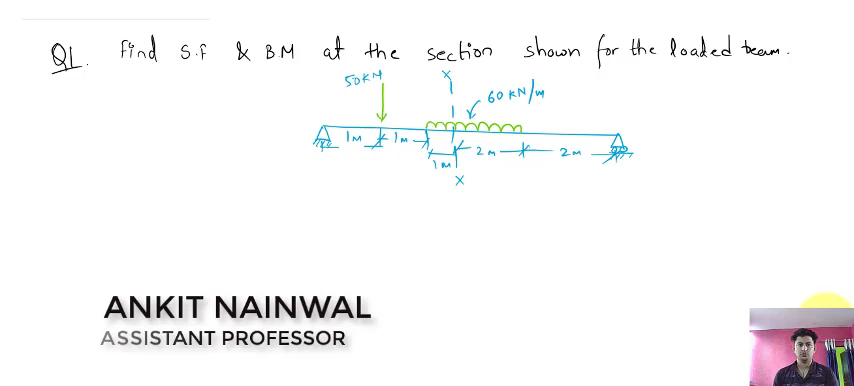 Q1. Find S.F & B.M at the section shown for the loaded beam.
50KN
X
60 KN/m
1M
1M
2M
2M
1M
X
ANKIT NAINWAL
ASSISTANT PROFESSOR